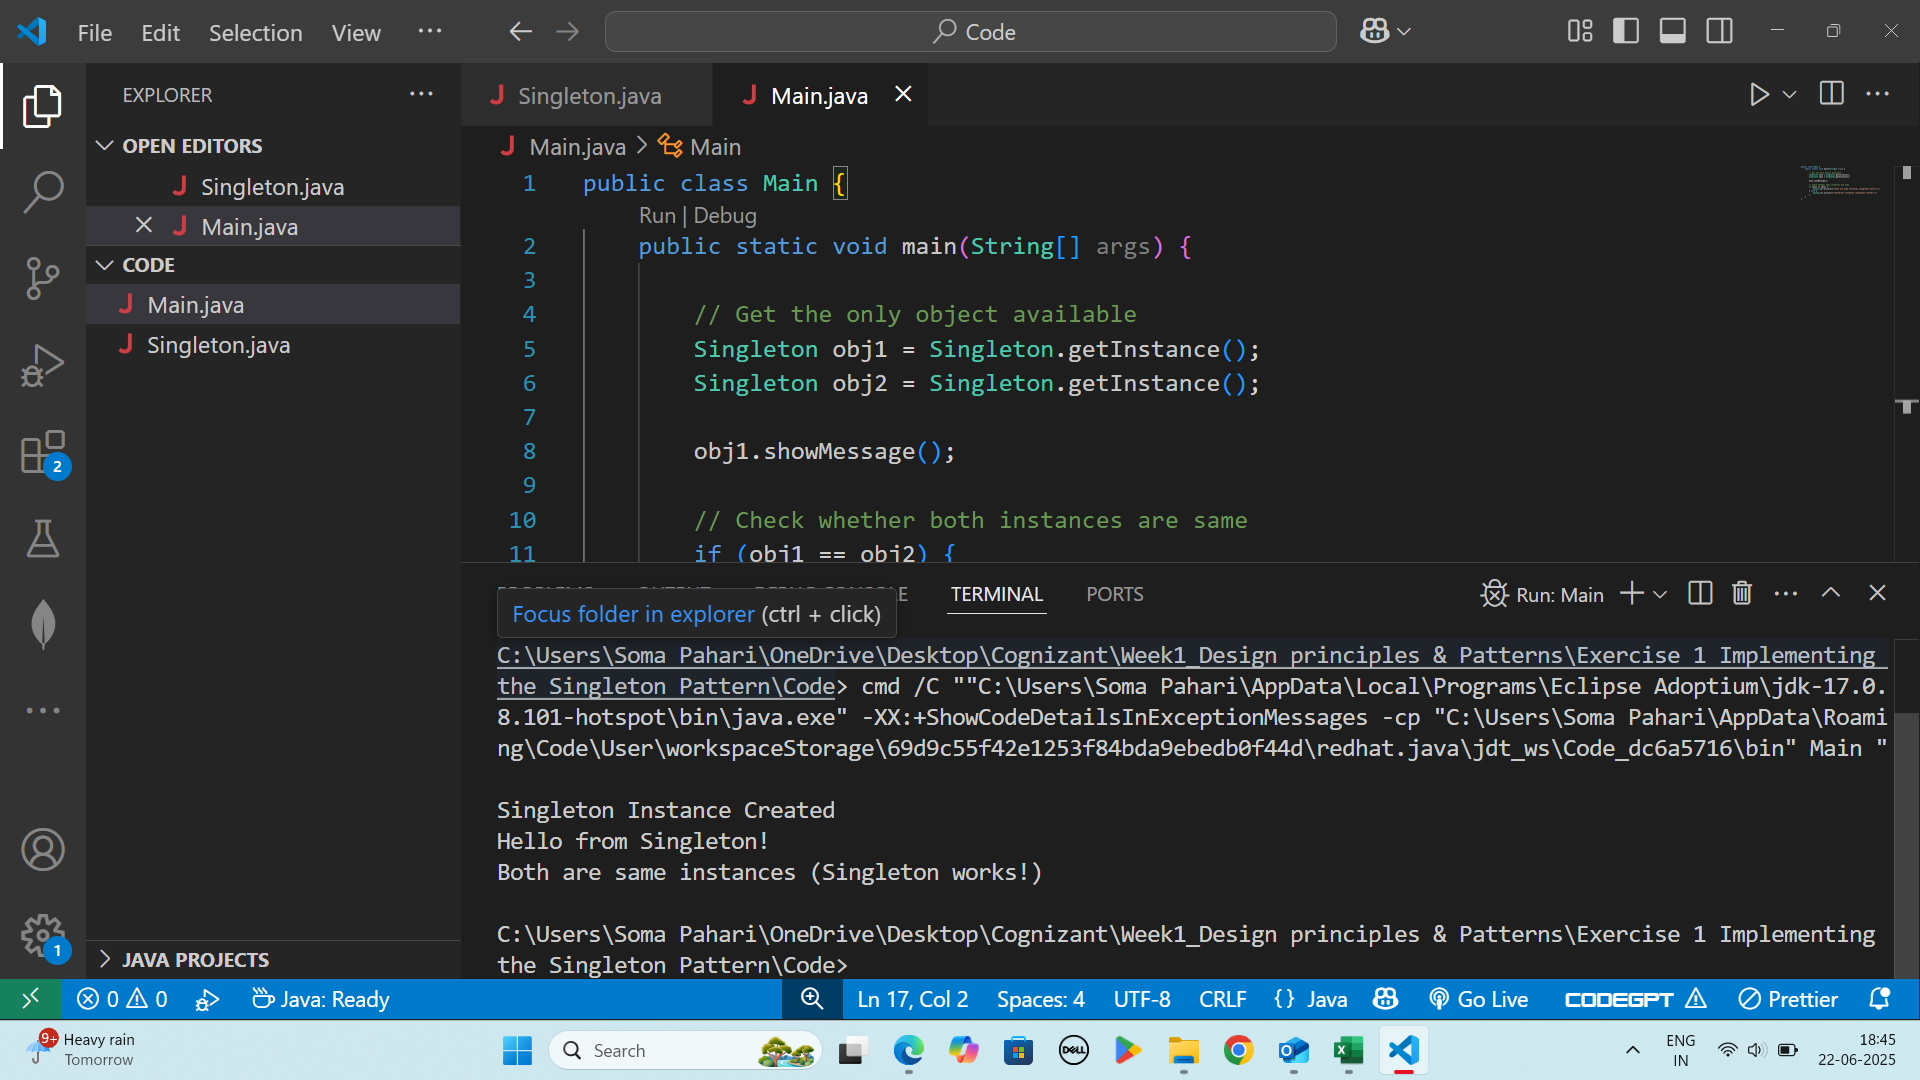 File Edit Selection View ··· Code
EXPLORER ···
OPEN EDITORS
Singleton.java
Main.java
CODE
Main.java
Singleton.java
JAVA PROJECTS
2
1
Singleton.java Main.java
Main.java > Main
1 public class Main {
Run | Debug
2 public static void main(String[] args) {
3
4 // Get the only object available
5 Singleton obj1 = Singleton.getInstance();
6 Singleton obj2 = Singleton.getInstance();
7
8 obj1.showMessage();
9
10 // Check whether both instances are same
11 if (obj1 == obj2) {
TERMINAL PORTS Run: Main
Focus folder in explorer (ctrl + click)
C:\Users\Soma Pahari\OneDrive\Desktop\Cognizant\Week1_Design principles & Patterns\Exercise 1 Implementing
the Singleton Pattern\Code> cmd /C ""C:\Users\Soma Pahari\AppData\Local\Programs\Eclipse Adoptium\jdk-17.0.
8.101-hotspot\bin\java.exe" -XX:+ShowCodeDetailsInExceptionMessages -cp "C:\Users\Soma Pahari\AppData\Roami
ng\Code\User\workspaceStorage\69d9c55f42e1253f84bda9ebedb0f44d\redhat.java\jdt_ws\Code_dc6a5716\bin" Main "
Singleton Instance Created
Hello from Singleton!
Both are same instances (Singleton works!)
C:\Users\Soma Pahari\OneDrive\Desktop\Cognizant\Week1_Design principles & Patterns\Exercise 1 Implementing
the Singleton Pattern\Code>
0 0 Java: Ready Ln 17, Col 2 Spaces: 4 UTF-8 CRLF {} Java Go Live CODEGPT Prettier
9+ Heavy rain
Tomorrow
Search
DELL
ENG
IN
18:45
22-06-2025